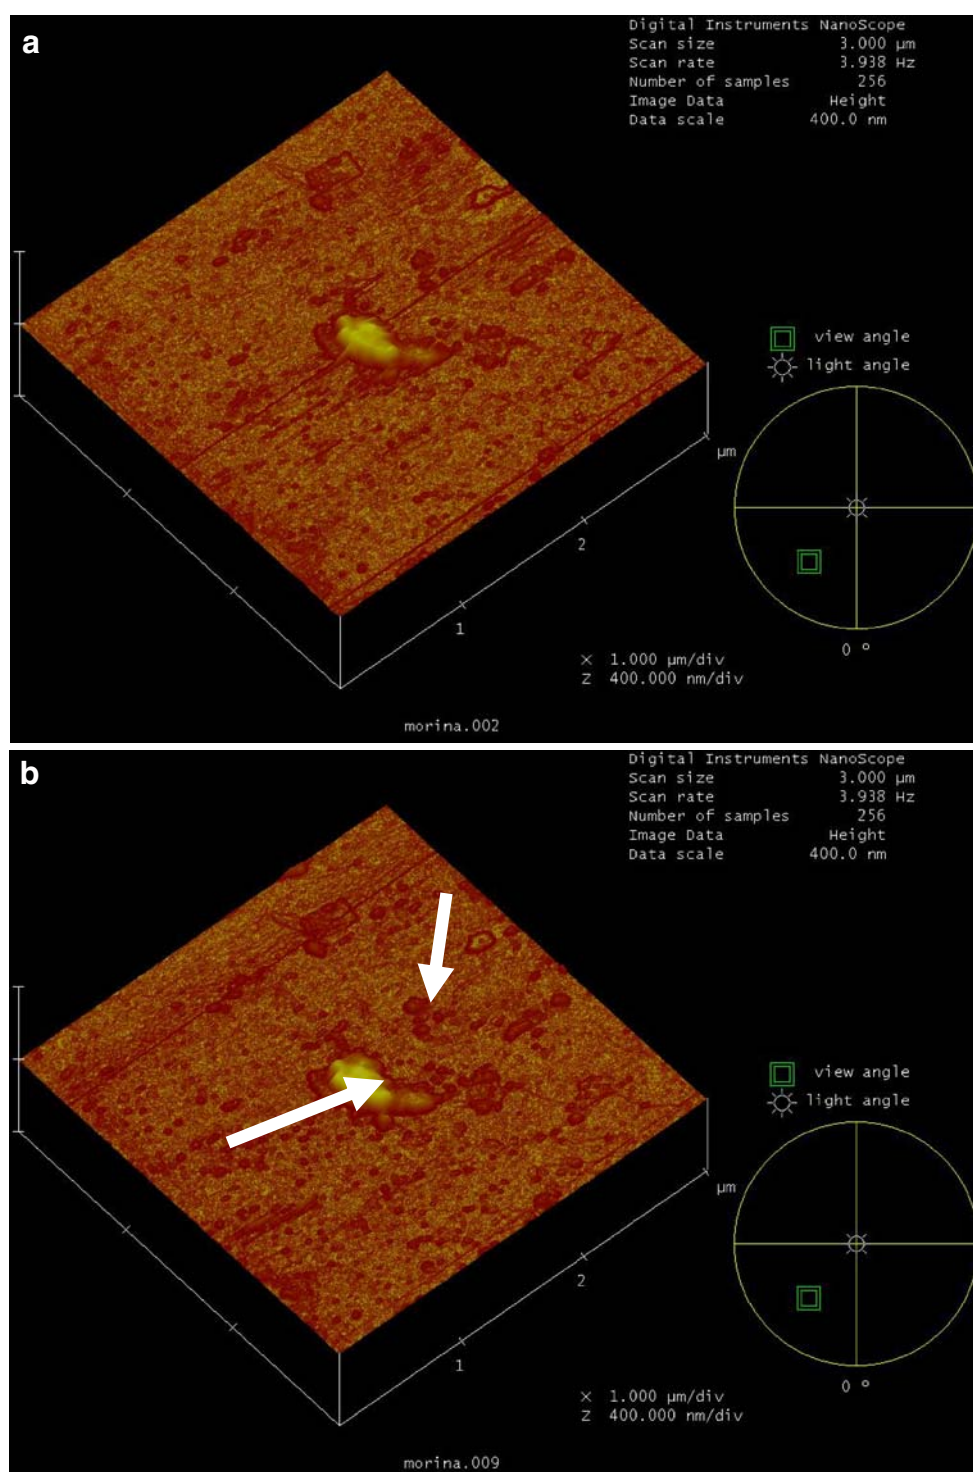 a
Digital Instruments NanoScope
Scan size 3.000 µm
Scan rate 3.938 Hz
Number of samples 256
Image Data Height
Data scale 400.0 nm
view angle
light angle
µm
2
1
0 º
X 1.000 µm/div
Z 400.000 nm/div
morina.002
b
Digital Instruments NanoScope
Scan size 3.000 µm
Scan rate 3.938 Hz
Number of samples 256
Image Data Height
Data scale 400.0 nm
view angle
light angle
µm
2
1
0 º
X 1.000 µm/div
Z 400.000 nm/div
morina.009